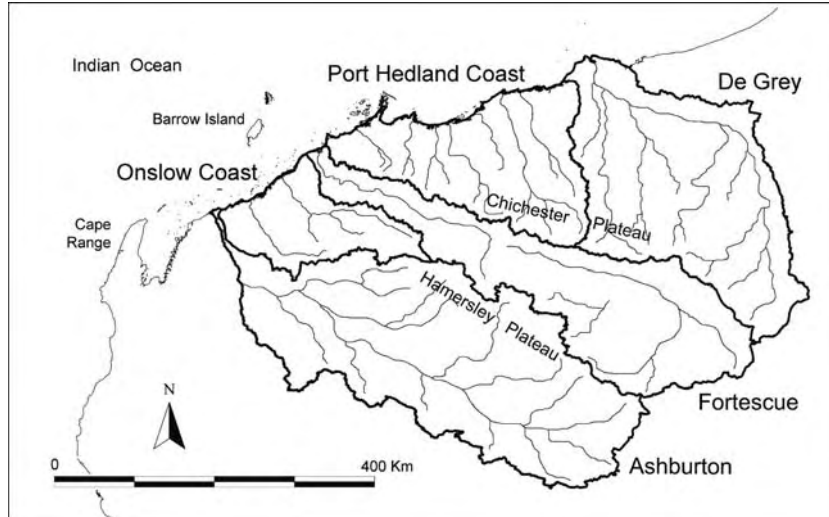 Indian Ocean
Port Hedland Coast
De Grey
Barrow Island
Onslow Coast
Chichester Plateau
Cape
Range
Hamersley Plateau
N
Fortescue
0 400 Km
Ashburton